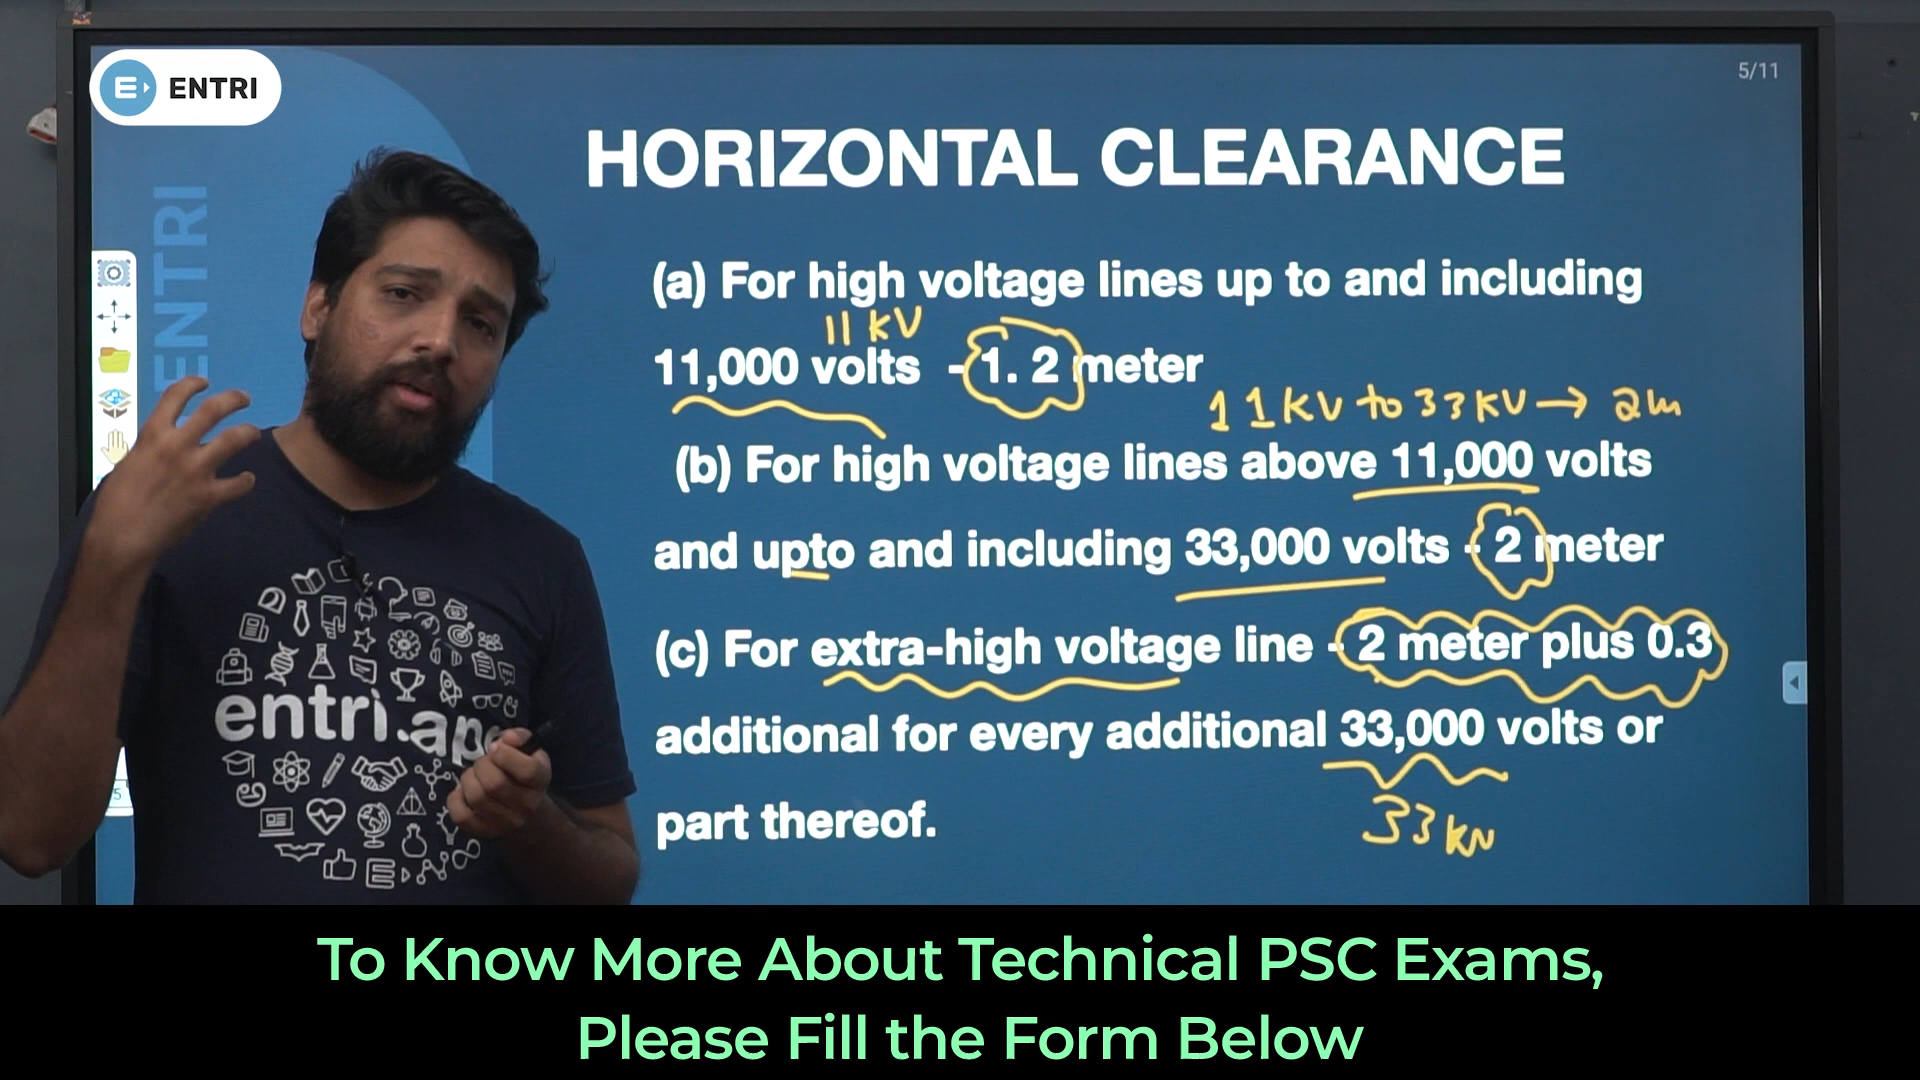 ENTRI
5/11
ENTRI
HORIZONTAL CLEARANCE
(a) For high voltage lines up to and including
11 KV
11,000 volts - 1. 2 meter
11KV to 33KV → 2m
(b) For high voltage lines above 11,000 volts
and upto and including 33,000 volts - 2 meter
(c) For extra-high voltage line - 2 meter plus 0.3
additional for every additional 33,000 volts or
33 KV
part thereof.
entri.app
To Know More About Technical PSC Exams,
Please Fill the Form Below